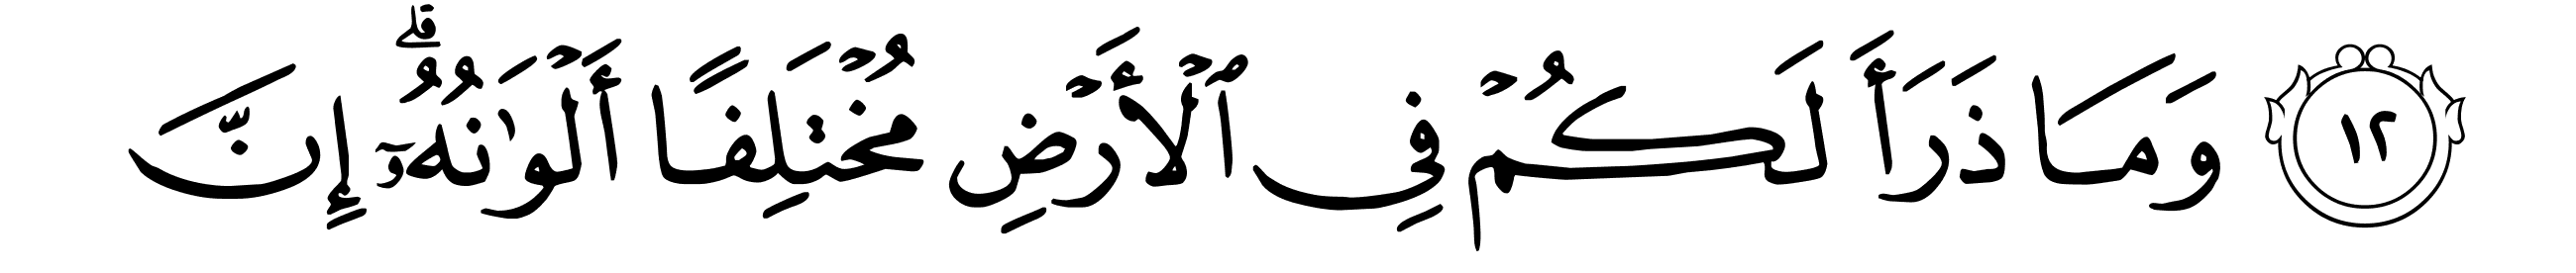 ١٢ وَمَا ذَرَأَ لَكُمْ فِى ٱلْأَرْضِ مُخْتَلِفًا أَلْوَٰنُهُۥٓ ۗ إِنَّ